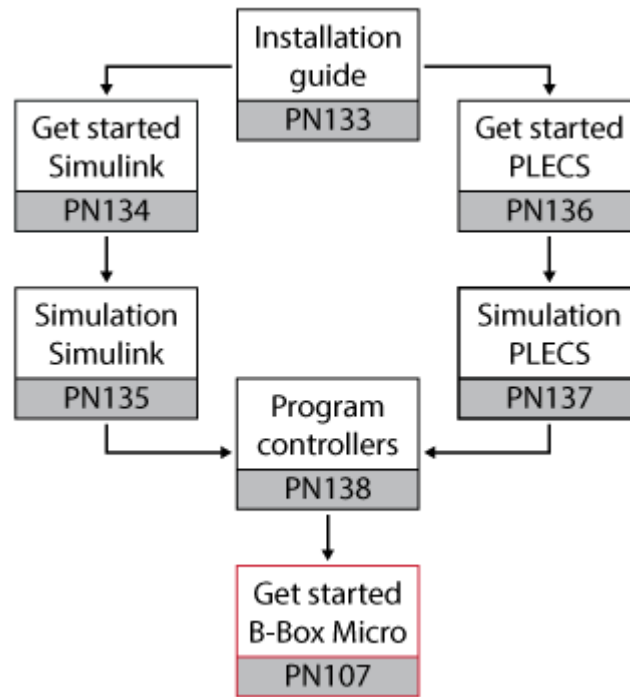 Installation
guide
PN133
Get started
Simulink
PN134
Get started
PLECS
PN136
Simulation
Simulink
PN135
Simulation
PLECS
PN137
Program
controllers
PN138
Get started
B-Box Micro
PN107